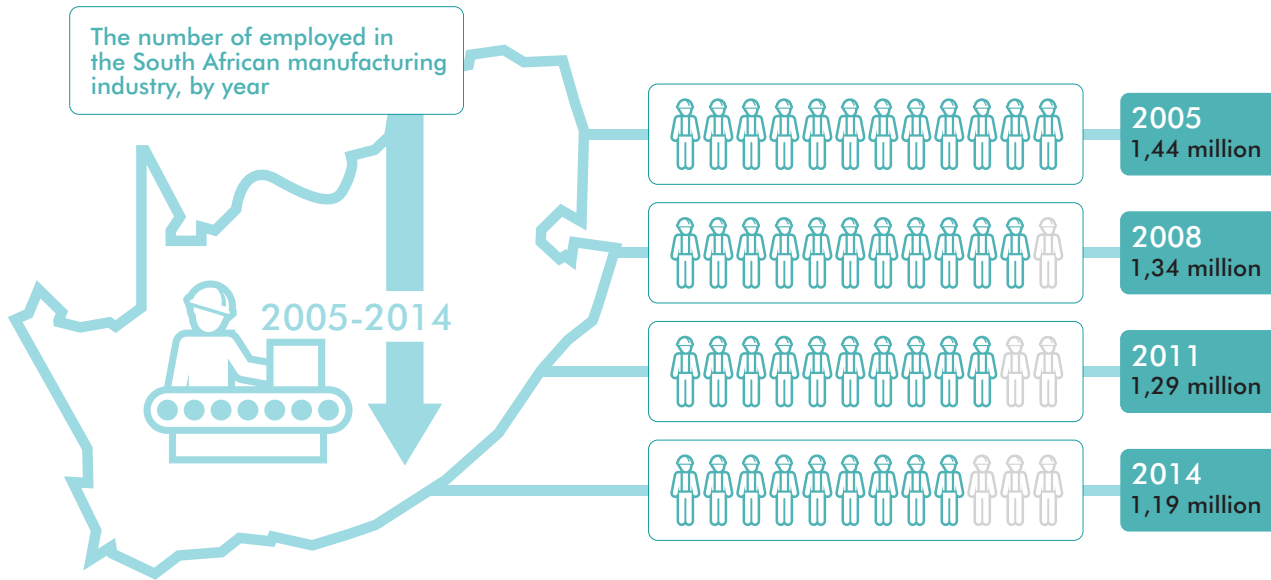 The number of employed in
the South African manufacturing
industry, by year
2005-2014
2005
1,44 million
2008
1,34 million
2011
1,29 million
2014
1,19 million